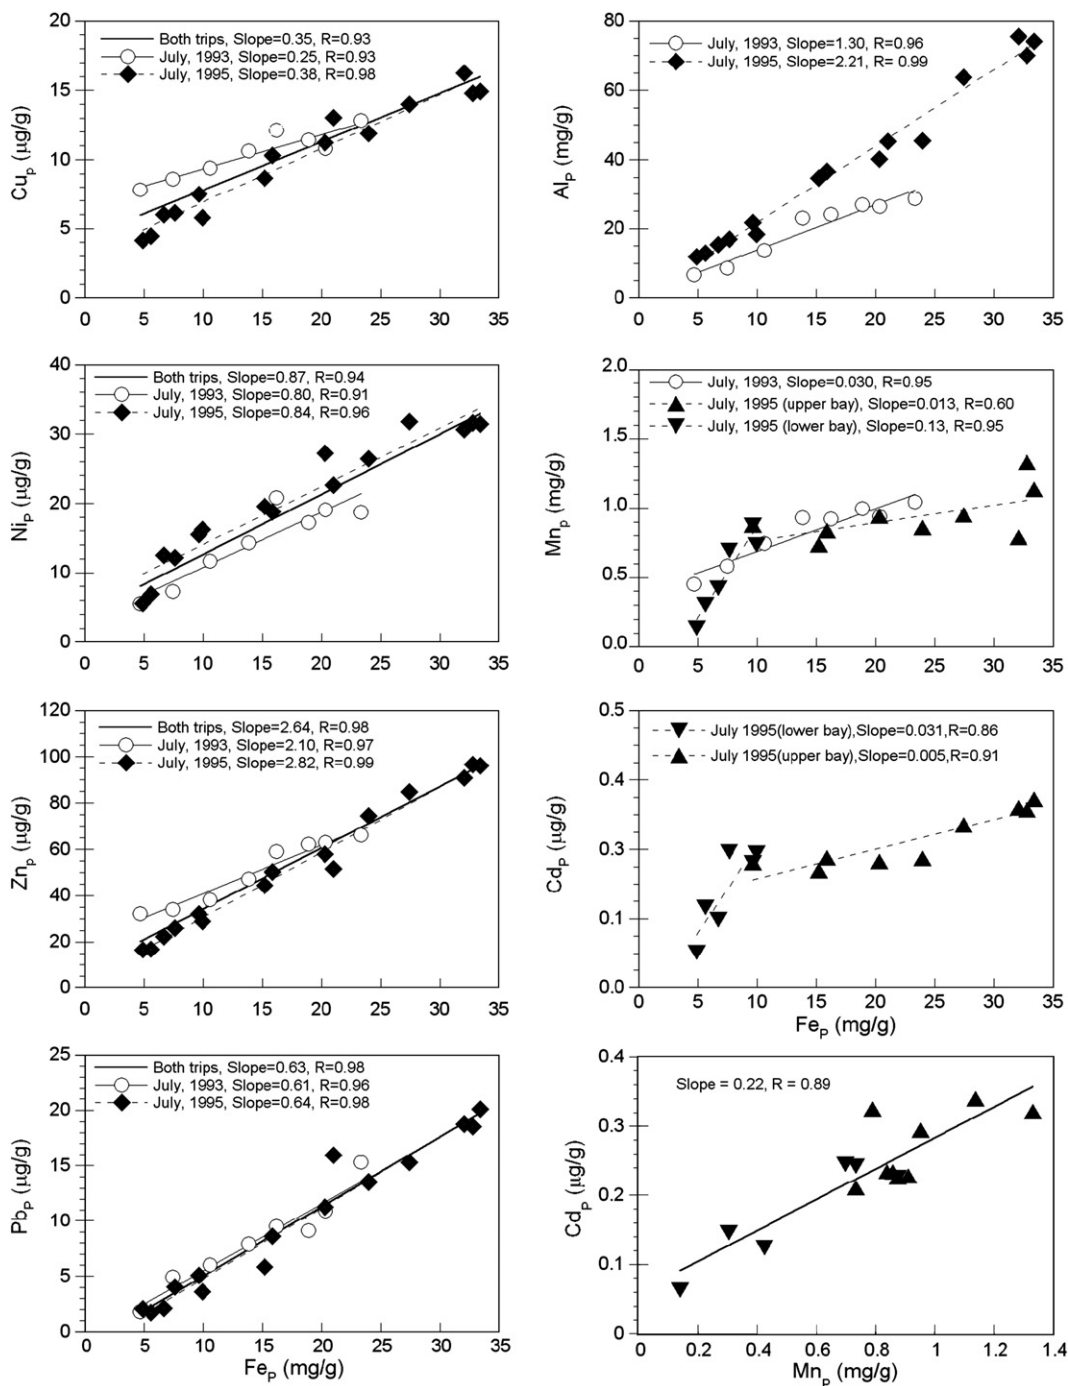 20
15
10
5
0
Cuₚ (µg/g)
Both trips, Slope=0.35, R=0.93
July, 1993, Slope=0.25, R=0.93
July, 1995, Slope=0.38, R=0.98
0 5 10 15 20 25 30 35
80
60
40
20
0
Alₚ (mg/g)
July, 1993, Slope=1.30, R=0.96
July, 1995, Slope=2.21, R= 0.99
0 5 10 15 20 25 30 35
40
30
20
10
0
Niₚ (µg/g)
Both trips, Slope=0.87, R=0.94
July, 1993, Slope=0.80, R=0.91
July, 1995, Slope=0.84, R=0.96
0 5 10 15 20 25 30 35
2.0
1.5
1.0
0.5
0.0
Mnₚ (mg/g)
July, 1993, Slope=0.030, R=0.95
July, 1995 (upper bay), Slope=0.013, R=0.60
July, 1995 (lower bay), Slope=0.13, R=0.95
0 5 10 15 20 25 30 35
120
100
80
60
40
20
0
Znₚ (µg/g)
Both trips, Slope=2.64, R=0.98
July, 1993, Slope=2.10, R=0.97
July, 1995, Slope=2.82, R=0.99
0 5 10 15 20 25 30 35
0.5
0.4
0.3
0.1
0.0
Cdₚ (µg/g)
July 1995(lower bay),Slope=0.031,R=0.86
July 1995(upper bay),Slope=0.005,R=0.91
0 5 10 15 20 25 30 35
Feₚ (mg/g)
25
20
15
10
5
0
Pbₚ (µg/g)
Both trips, Slope=0.63, R=0.98
July, 1993, Slope=0.61, R=0.96
July, 1995, Slope=0.64, R=0.98
0 5 10 15 20 25 30 35
Feₚ (mg/g)
0.4
0.3
0.2
0.1
0
Cdₚ (µg/g)
Slope = 0.22, R = 0.89
0 0.2 0.4 0.6 0.8 1 1.2 1.4
Mnₚ (mg/g)